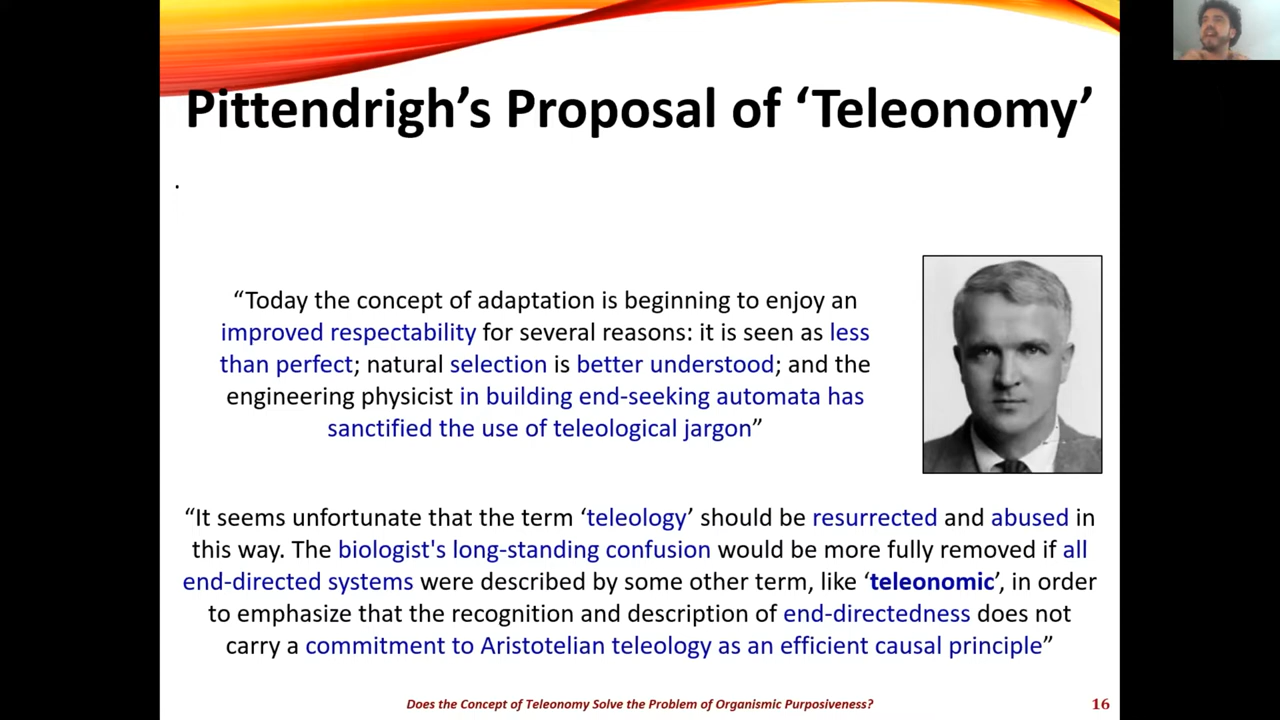 Pittendrigh’s Proposal of ‘Teleonomy’
.
“Today the concept of adaptation is beginning to enjoy an
improved respectability for several reasons: it is seen as less
than perfect; natural selection is better understood; and the
engineering physicist in building end-seeking automata has
sanctified the use of teleological jargon”
“It seems unfortunate that the term ‘teleology’ should be resurrected and abused in
this way. The biologist's long-standing confusion would be more fully removed if all
end-directed systems were described by some other term, like ‘teleonomic’, in order
to emphasize that the recognition and description of end-directedness does not
carry a commitment to Aristotelian teleology as an efficient causal principle”
Does the Concept of Teleonomy Solve the Problem of Organismic Purposiveness?
16